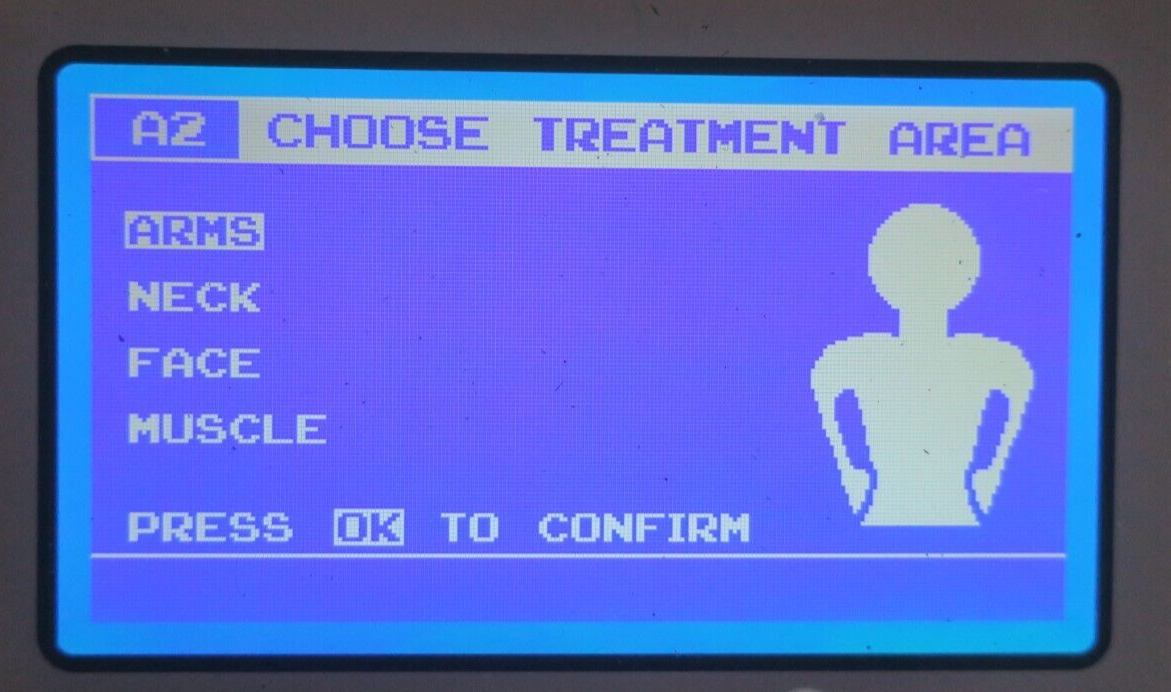 A2 CHOOSE TREATMENT AREA
ARMS
NECK
FACE
MUSCLE
PRESS OK TO CONFIRM